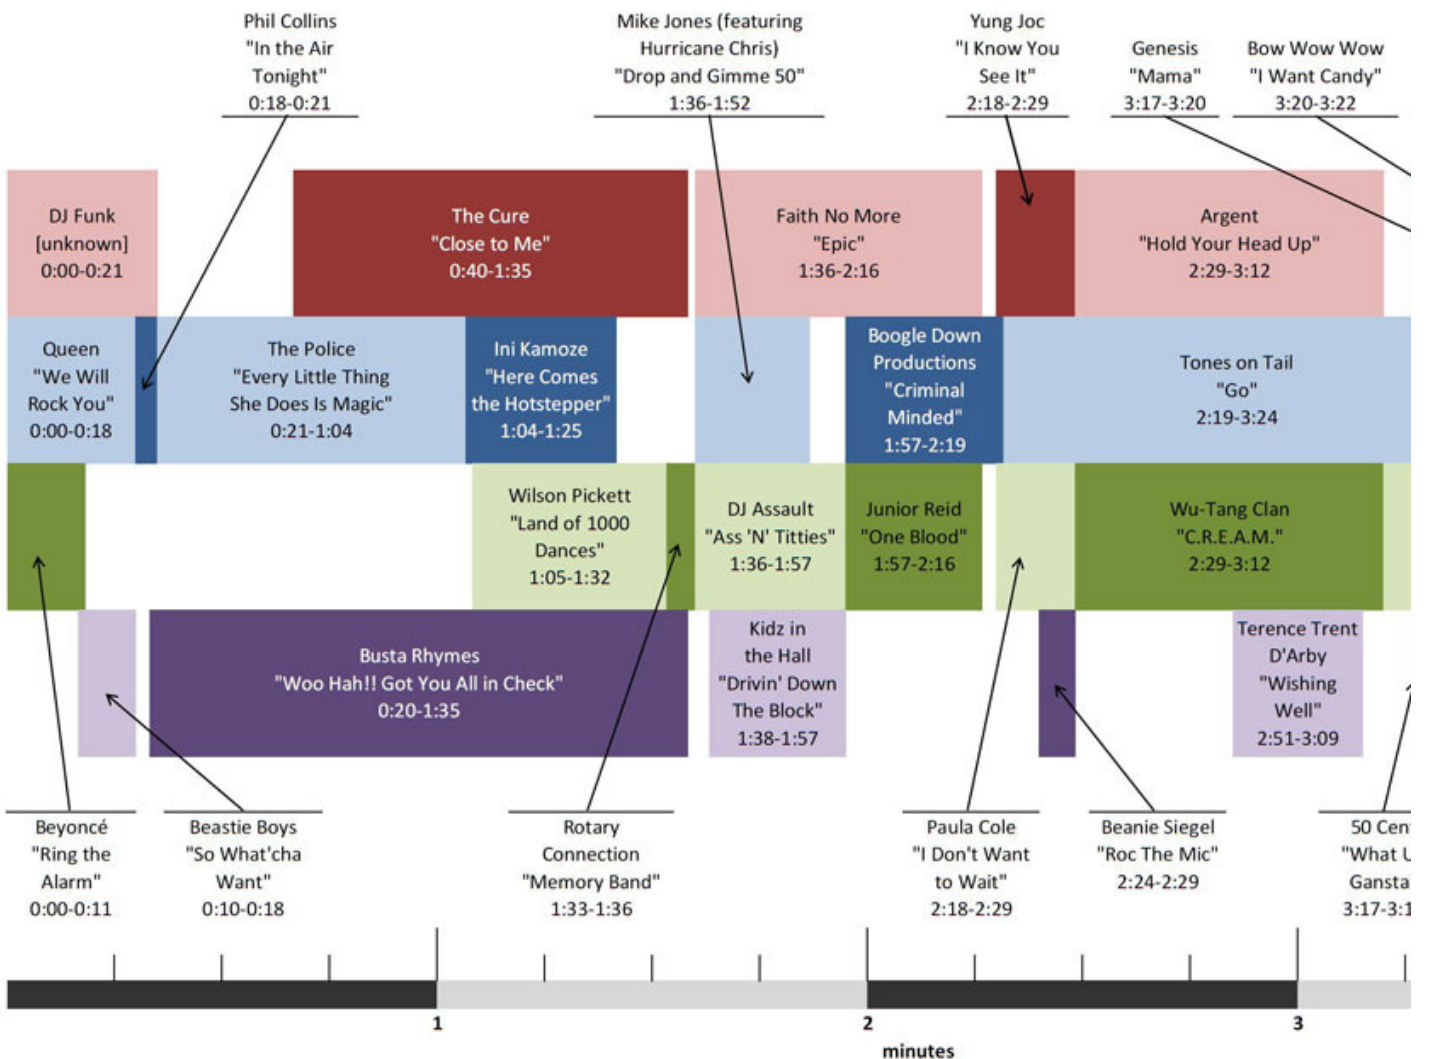 Phil Collins
"In the Air
Tonight"
0:18-0:21
Mike Jones (featuring
Hurricane Chris)
"Drop and Gimme 50"
1:36-1:52
Yung Joc
"I Know You
See It"
2:18-2:29
Genesis
"Mama"
3:17-3:20
Bow Wow Wow
"I Want Candy"
3:20-3:22
DJ Funk
[unknown]
0:00-0:21
The Cure
"Close to Me"
0:40-1:35
Faith No More
"Epic"
1:36-2:16
Argent
"Hold Your Head Up"
2:29-3:12
Queen
"We Will
Rock You"
0:00-0:18
The Police
"Every Little Thing
She Does Is Magic"
0:21-1:04
Ini Kamoze
"Here Comes
the Hotstepper"
1:04-1:25
Boogle Down
Productions
"Criminal
Minded"
1:57-2:19
Tones on Tail
"Go"
2:19-3:24
Wilson Pickett
"Land of 1000
Dances"
1:05-1:32
DJ Assault
"Ass 'N' Titties"
1:36-1:57
Junior Reid
"One Blood"
1:57-2:16
Wu-Tang Clan
"C.R.E.A.M."
2:29-3:12
Busta Rhymes
"Woo Hah!! Got You All in Check"
0:20-1:35
Kidz in
the Hall
"Drivin' Down
The Block"
1:38-1:57
Terence Trent
D'Arby
"Wishing
Well"
2:51-3:09
Beyoncé
"Ring the
Alarm"
0:00-0:11
Beastie Boys
"So What'cha
Want"
0:10-0:18
Rotary
Connection
"Memory Band"
1:33-1:36
Paula Cole
"I Don't Want
to Wait"
2:18-2:29
Beanie Siegel
"Roc The Mic"
2:24-2:29
50 Cen
"What U
Gansta
3:17-3:1
1
2
3
minutes